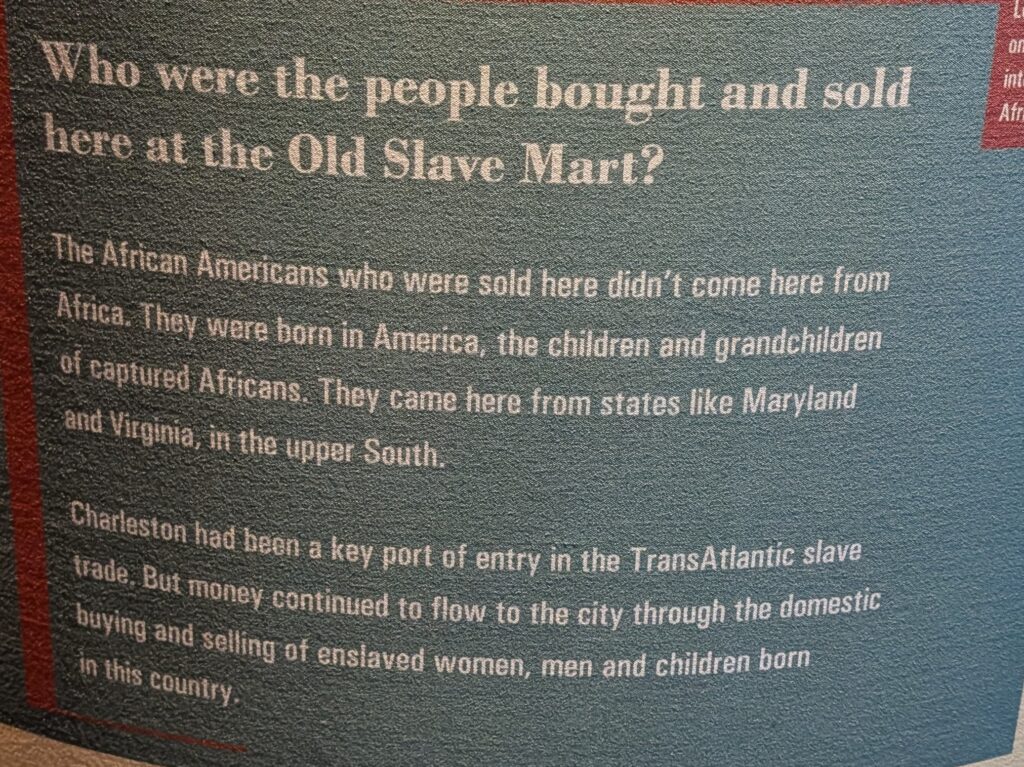 Who were the people bought and sold
here at the Old Slave Mart?
The African Americans who were sold here didn't come here from
Africa. They were born in America, the children and grandchildren
of captured Africans. They came here from states like Maryland
and Virginia, in the upper South.
Charleston had been a key port of entry in the TransAtlantic slave
trade. But money continued to flow to the city through the domestic
buying and selling of enslaved women, men and children born
in this country.
on
int
Afri